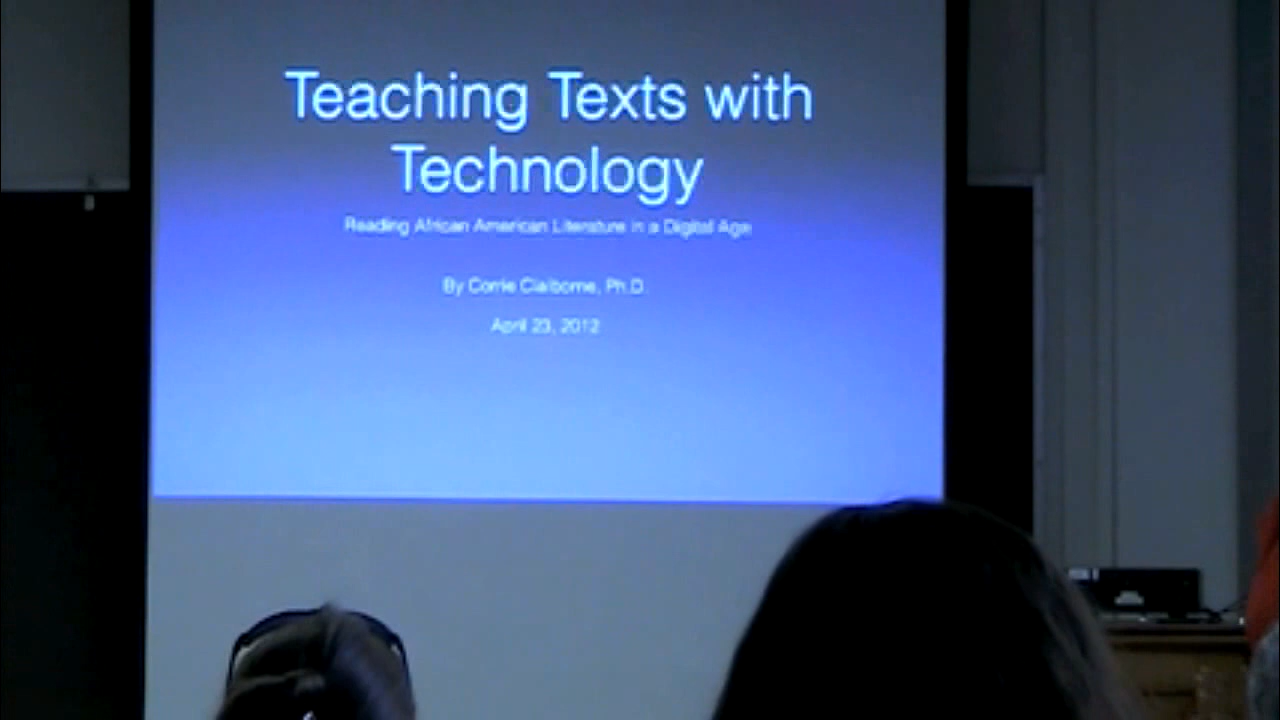 Teaching Texts with
Technology
Reading African American Literature in a Digital Age
By Corrie Claiborne, Ph.D.
April 23, 2012